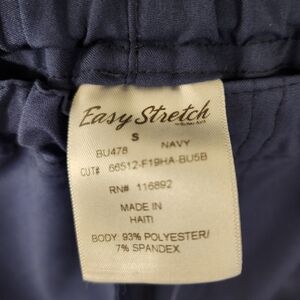 Easy Stretch
S
BU478 NAVY
CUT# 66512-F19HA-BU5B
RN# 116892
MADE IN
HAITI
BODY: 93% POLYESTER/
7% SPANDEX